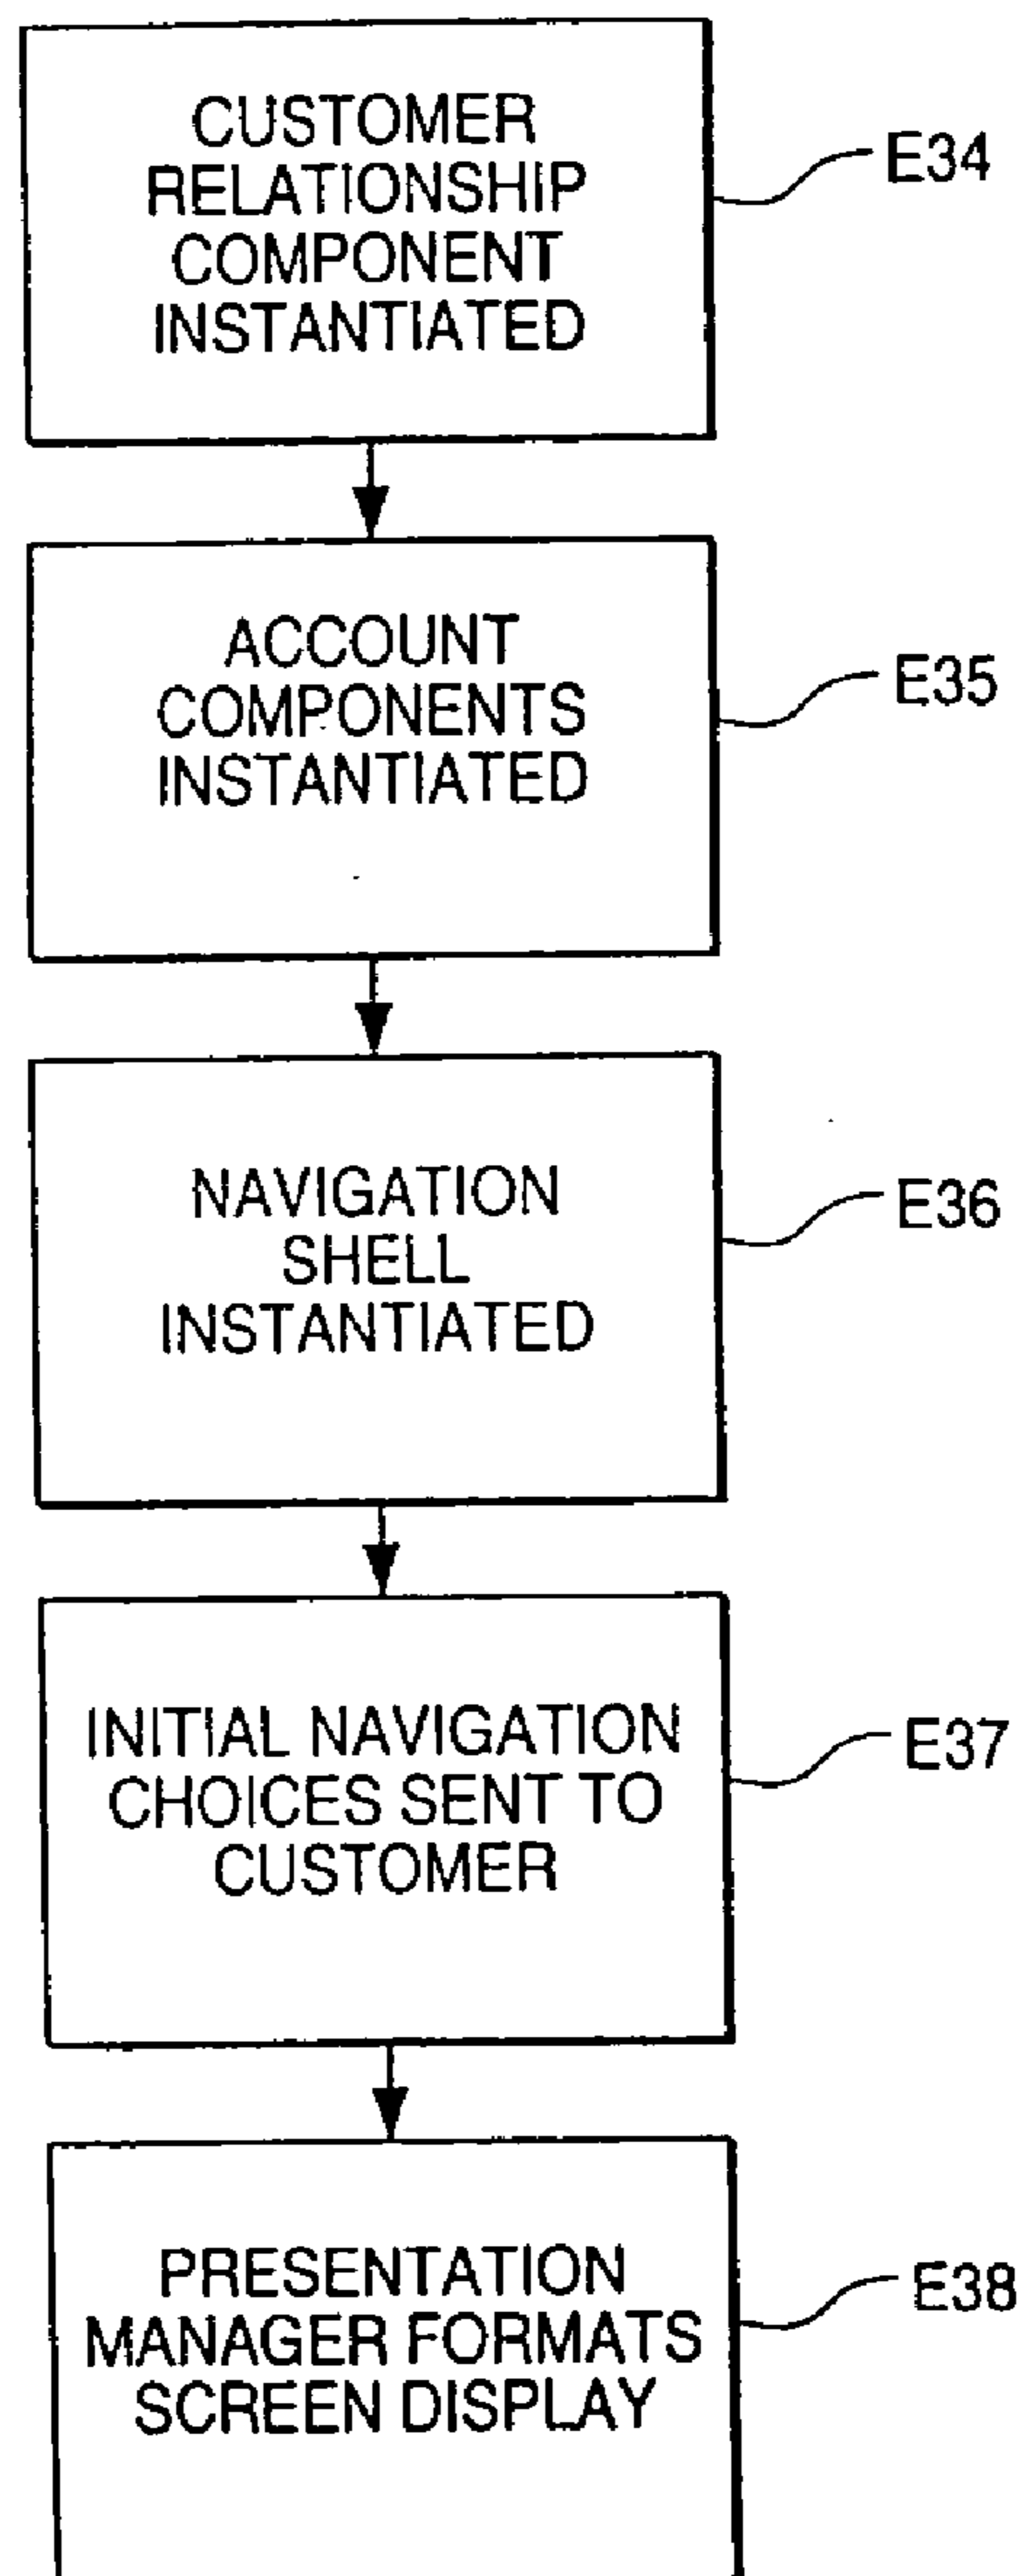 CUSTOMER
RELATIONSHIP
COMPONENT
INSTANTIATED
E34
ACCOUNT
COMPONENTS
INSTANTIATED
E35
NAVIGATION
SHELL
INSTANTIATED
E36
INITIAL NAVIGATION
CHOICES SENT TO
CUSTOMER
E37
PRESENTATION
MANAGER FORMATS
SCREEN DISPLAY
E38